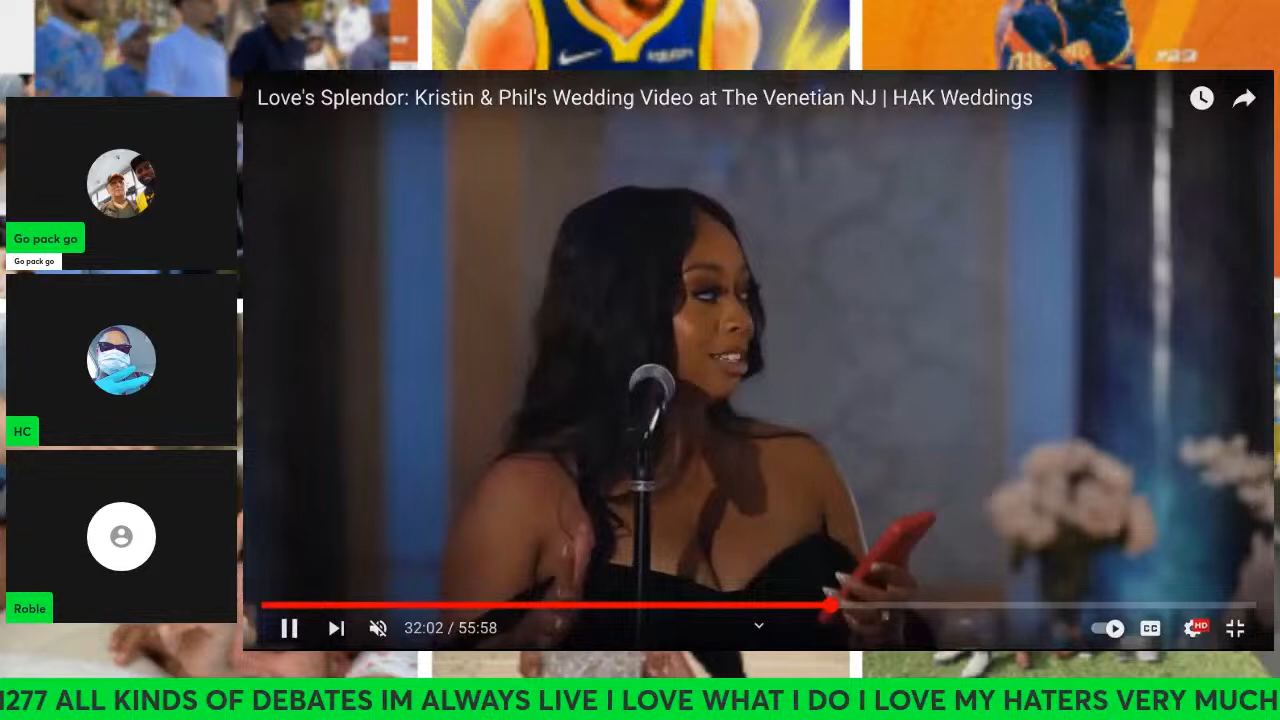 Love's Splendor: Kristin & Phil's Wedding Video at The Venetian NJ | HAK Weddings
Go pack go
Go pack go
HC
Roble
32:02 / 55:58
CC
HD
1277 ALL KINDS OF DEBATES IM ALWAYS LIVE I LOVE WHAT I DO I LOVE MY HATERS VERY MUCH